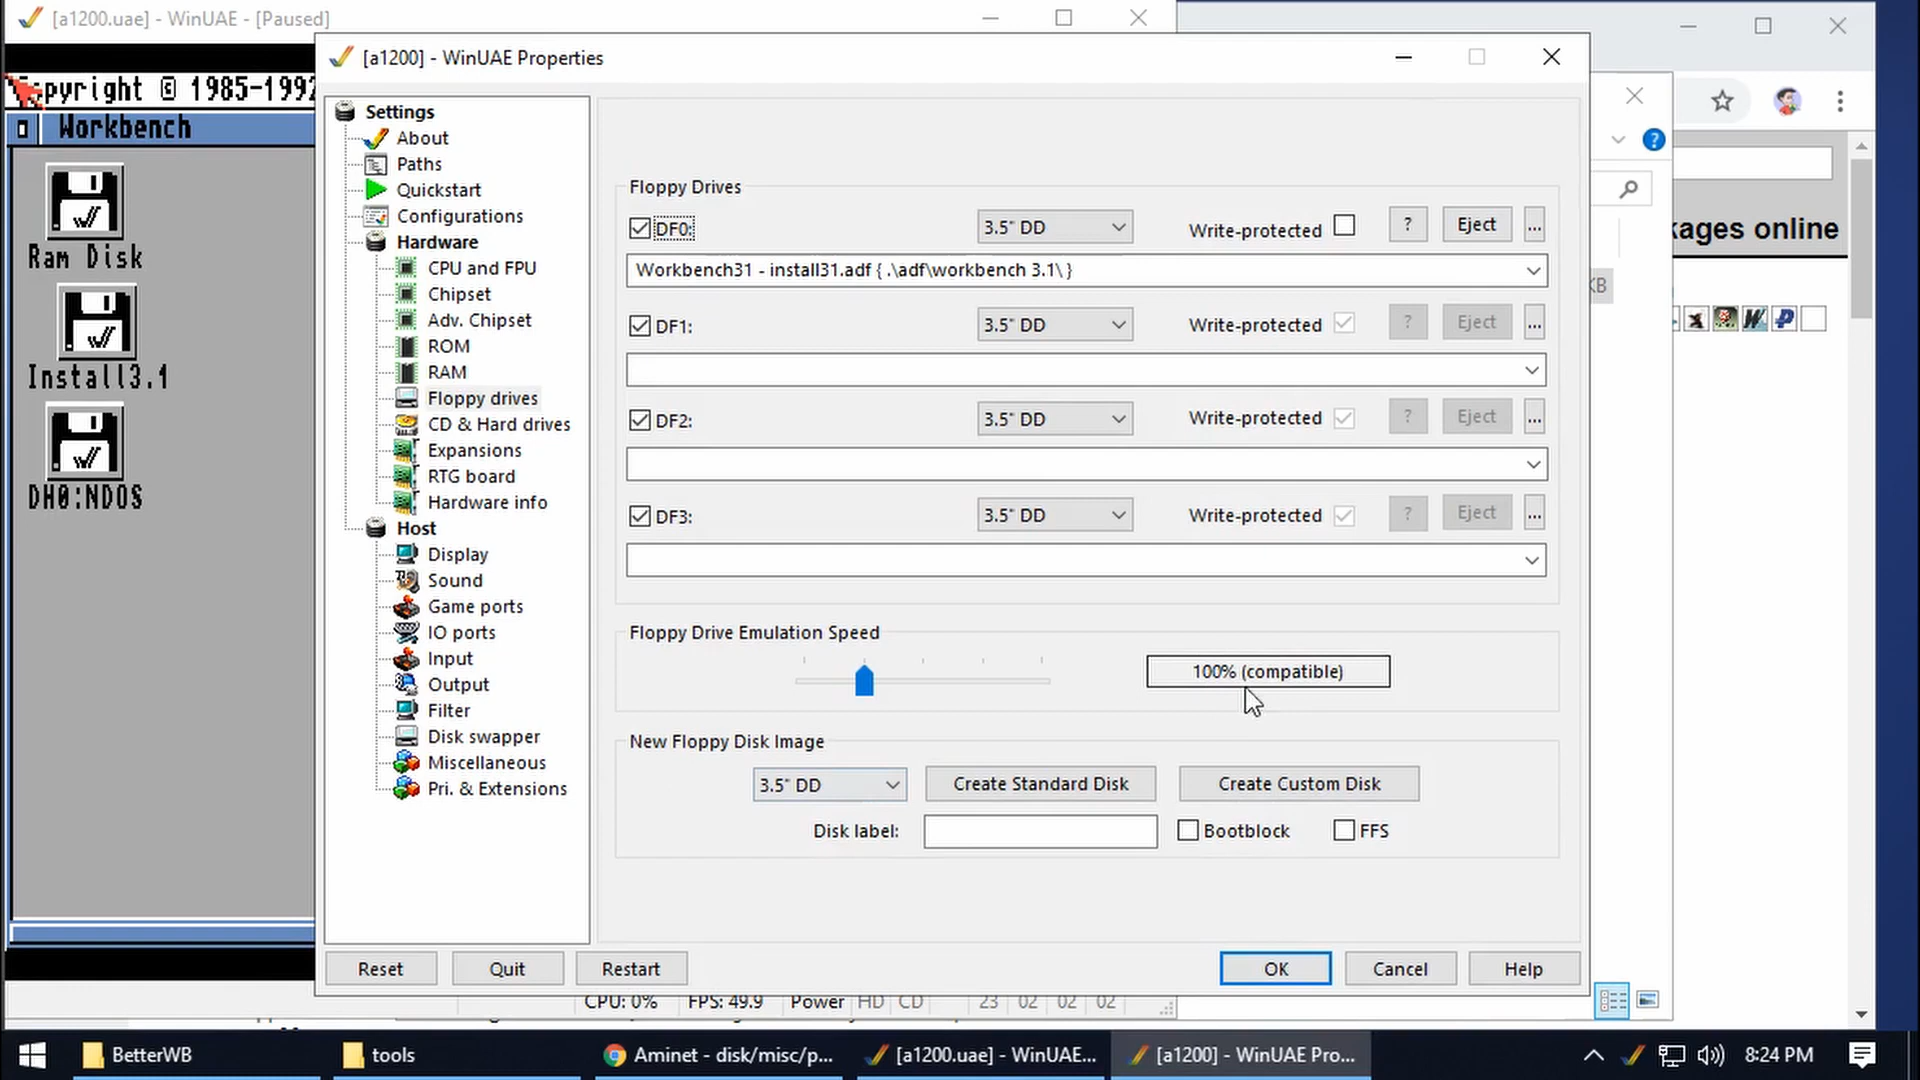 [a1200.uae] - WinUAE - [Paused]
[a1200] - WinUAE Properties
pyright © 1985-1992
Workbench
Ram Disk
Install3.1
DH0:NDOS
Settings
About
Paths
Quickstart
Configurations
Hardware
CPU and FPU
Chipset
Adv. Chipset
ROM
RAM
Floppy drives
CD & Hard drives
Expansions
RTG board
Hardware info
Host
Display
Sound
Game ports
IO ports
Input
Output
Filter
Disk swapper
Miscellaneous
Pri. & Extensions
Floppy Drives
DF0: 3.5" DD Write-protected ? Eject ...
Workbench31 - install31.adf { .\adf\workbench 3.1\ }
DF1: 3.5" DD Write-protected ? Eject ...
DF2: 3.5" DD Write-protected ? Eject ...
DF3: 3.5" DD Write-protected ? Eject ...
Floppy Drive Emulation Speed
100% (compatible)
New Floppy Disk Image
3.5" DD Create Standard Disk Create Custom Disk
Disk label: Bootblock FFS
Reset Quit Restart OK Cancel Help
kages online
KB
CPU: 0% FPS: 49.9 Power HD CD 23 02 02 02
BetterWB tools Aminet - disk/misc/p... [a1200.uae] - WinUAE... [a1200] - WinUAE Pro... 8:24 PM